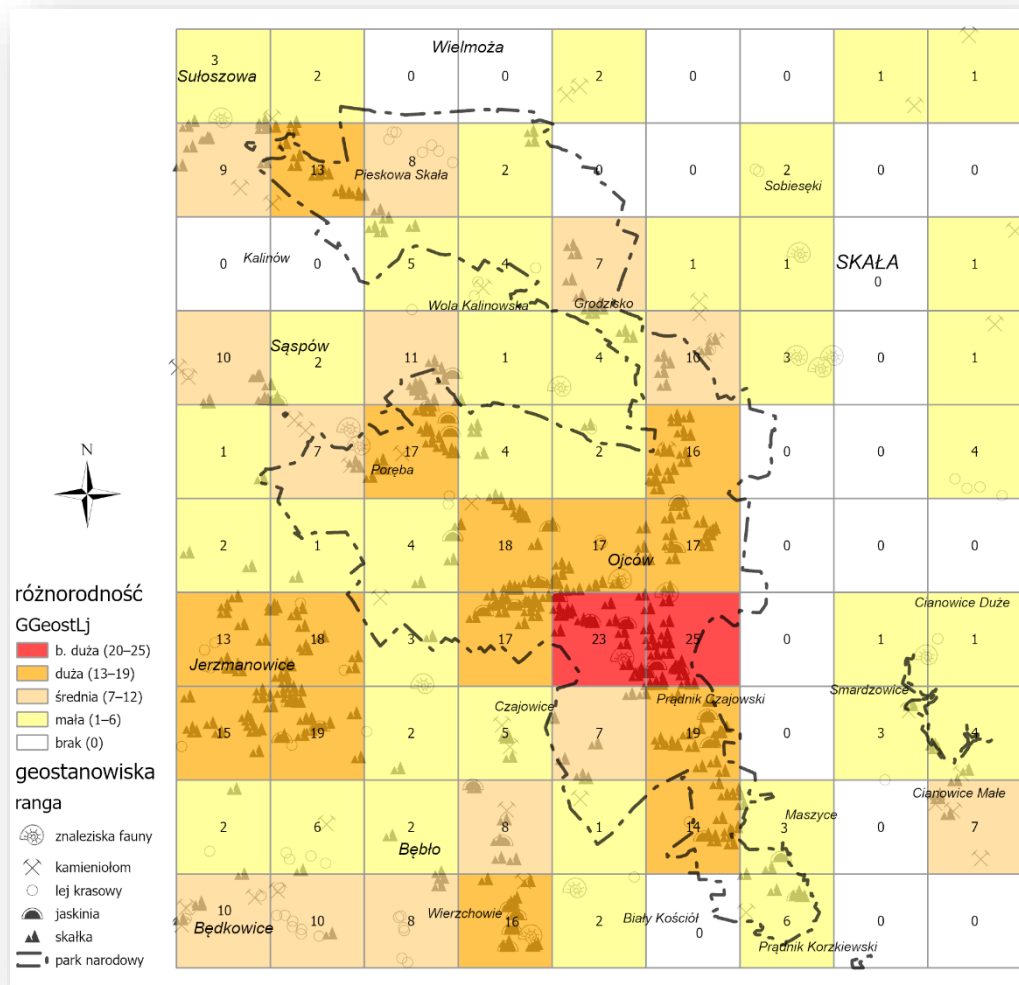 Wielmoża
3
Sułoszowa
2
0
0
2
0
0
1
1
9
13
8
Pieskowa Skała
2
0
0
2
Sobiesęki
0
0
0
Kalinów
0
5
4
Wola Kalinowska
7
Grodzisko
1
1
SKAŁA
0
1
10
Sąspów
2
11
1
4
10
3
0
1
N
1
7
17
Poręba
4
2
16
0
0
4
2
1
4
18
17
Ojców
17
0
0
0
różnorodność
GGeostLj
b. duża (20–25)
duża (13–19)
średnia (7–12)
mała (1–6)
brak (0)
Cianowice Duże
13
18
Jerzmanowice
3
17
23
25
0
1
1
Smardzowice
15
19
2
Czajowice
5
7
Prądnik Czajowski
19
0
3
4
geostanowiska
ranga
znaleziska fauny
kamieniołom
lej krasowy
jaskinia
skałka
park narodowy
Cianowice Małe
2
6
2
Bębło
8
1
14
Maszyce
3
0
7
10
Będkowice
10
8
Wierzchowie
16
2
Biały Kościół
0
6
Prądnik Korzkiewski
0
0